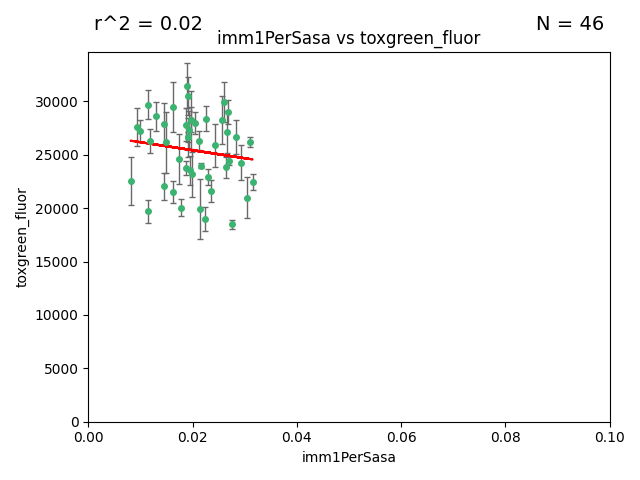 r^2 = 0.02
N = 46
imm1PerSasa vs toxgreen_fluor
toxgreen_fluor
30000
25000
20000
15000
10000
5000
0
0.00
0.02
0.04
0.06
0.08
0.10
imm1PerSasa